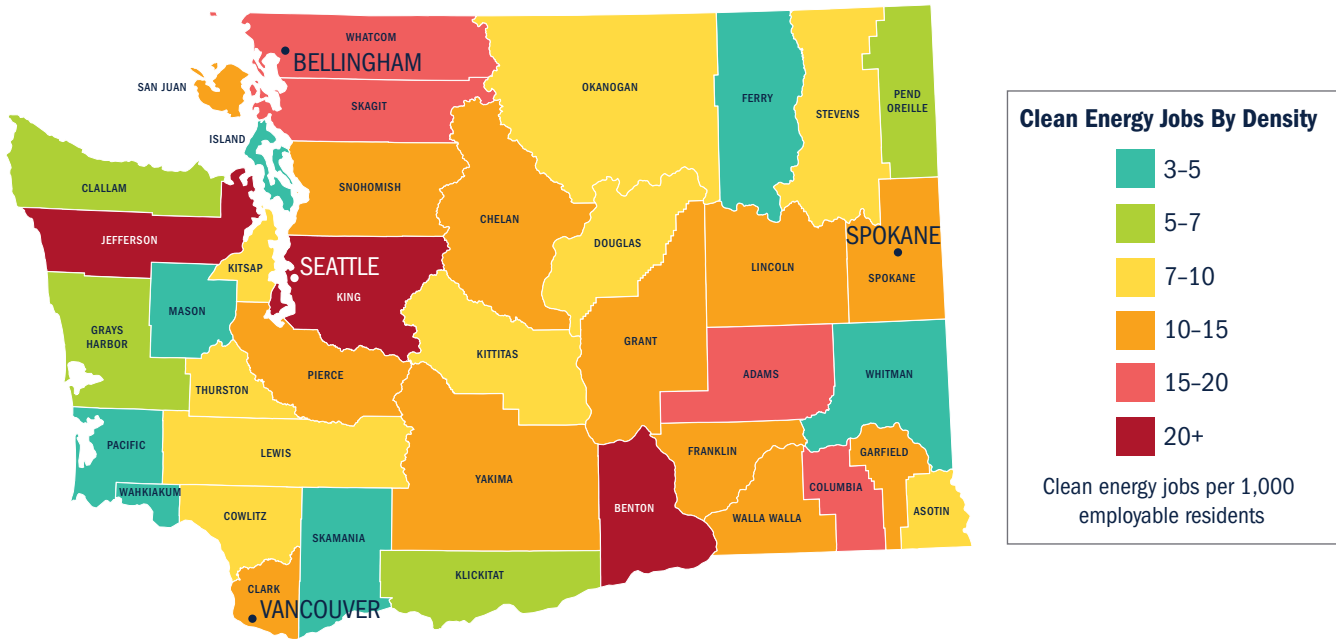 WHATCOM
BELLINGHAM
SAN JUAN
SKAGIT
ISLAND
OKANOGAN
FERRY
STEVENS
PEND
OREILLE
CLALLAM
SNOHOMISH
CHELAN
JEFFERSON
DOUGLAS
KITSAP
SEATTLE
KING
LINCOLN
SPOKANE
SPOKANE
MASON
GRAYS
HARBOR
KITTITAS
GRANT
THURSTON
PIERCE
ADAMS
WHITMAN
PACIFIC
LEWIS
YAKIMA
FRANKLIN
GARFIELD
WAHKIAKUM
COWLITZ
SKAMANIA
BENTON
WALLA WALLA
COLUMBIA
ASOTIN
KLICKITAT
CLARK
VANCOUVER
Clean Energy Jobs By Density
3–5
5–7
7–10
10–15
15–20
20+
Clean energy jobs per 1,000
employable residents